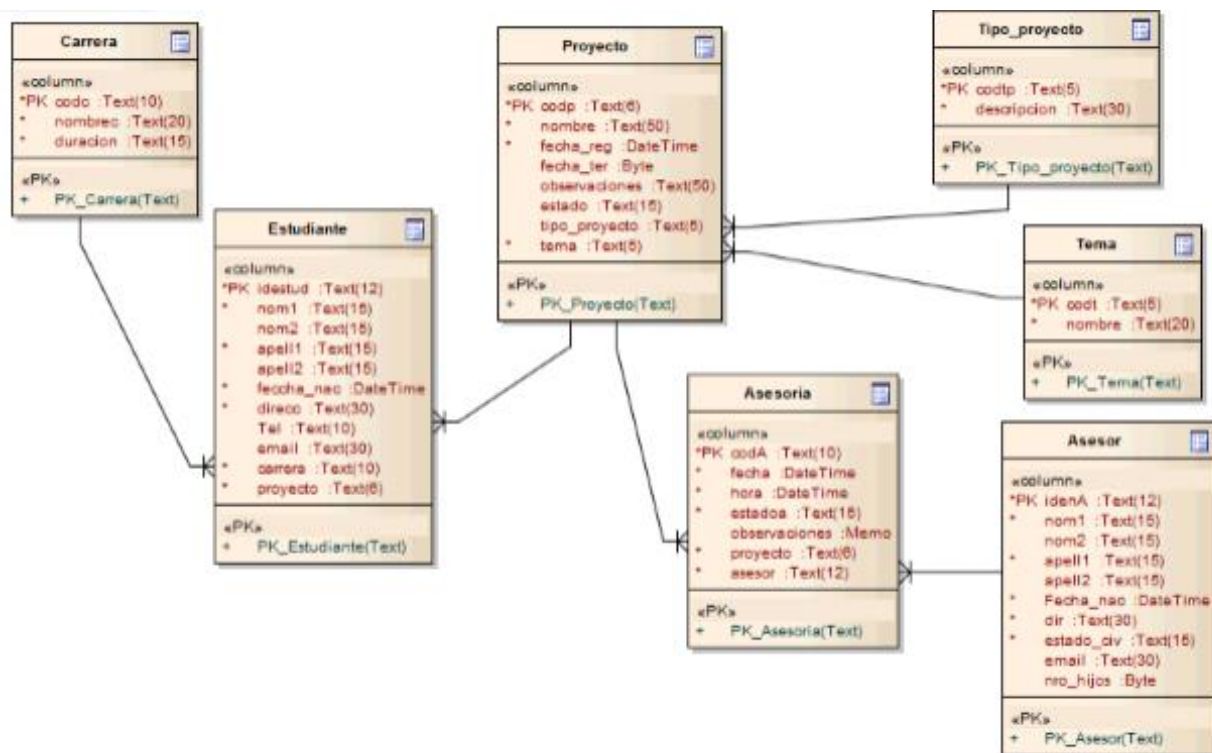 Carrera
«column»
*PK codc :Text(10)
* nombrec :Text(20)
* duracion :Text(15)
«PK»
+ PK_Carrera(Text)
Estudiante
«column»
*PK idestud :Text(12)
* nom1 :Text(15)
nom2 :Text(15)
* apell1 :Text(15)
apell2 :Text(15)
* feccha_nac :DateTime
* direcc :Text(30)
Tel :Text(10)
email :Text(30)
* carrera :Text(10)
* proyecto :Text(6)
«PK»
+ PK_Estudiante(Text)
Proyecto
«column»
*PK codp :Text(6)
* nombre :Text(50)
* fecha_reg :DateTime
fecha_ter :Byte
observaciones :Text(50)
estado :Text(15)
tipo_proyecto :Text(5)
* tema :Text(5)
«PK»
+ PK_Proyecto(Text)
Tipo_proyecto
«column»
*PK codtp :Text(5)
* descripcion :Text(30)
«PK»
+ PK_Tipo_proyecto(Text)
Tema
«column»
*PK codt :Text(5)
* nombre :Text(20)
«PK»
+ PK_Tema(Text)
Asesoria
«column»
*PK codA :Text(10)
* fecha :DateTime
* hora :DateTime
* estadoa :Text(15)
observaciones :Memo
* proyecto :Text(6)
* asesor :Text(12)
«PK»
+ PK_Asesoria(Text)
Asesor
«column»
*PK idenA :Text(12)
* nom1 :Text(15)
nom2 :Text(15)
* apell1 :Text(15)
apell2 :Text(15)
* Fecha_nac :DateTime
* dir :Text(30)
* estado_civ :Text(15)
email :Text(30)
nro_hijos :Byte
«PK»
+ PK_Asesor(Text)